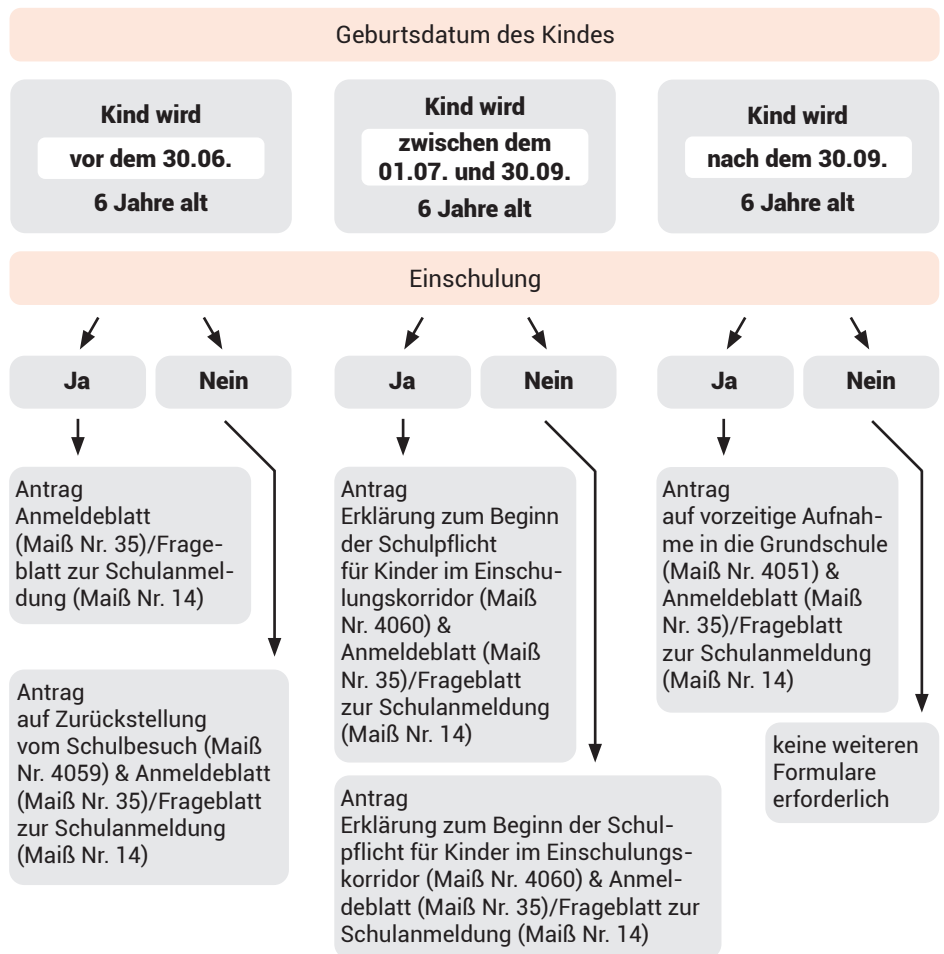 Geburtsdatum des Kindes
Kind wird
vor dem 30.06.
6 Jahre alt
Kind wird
zwischen dem
01.07. und 30.09.
6 Jahre alt
Kind wird
nach dem 30.09.
6 Jahre alt
Einschulung
Ja
Nein
Ja
Nein
Ja
Nein
Antrag
Anmeldeblatt
(Maiß Nr. 35)/Frage-
blatt zur Schulanmel-
dung (Maiß Nr. 14)
Antrag
auf Zurückstellung
vom Schulbesuch (Maiß
Nr. 4059) & Anmeldeblatt
(Maiß Nr. 35)/Frageblatt
zur Schulanmeldung
(Maiß Nr. 14)
Antrag
Erklärung zum Beginn
der Schulpflicht
für Kinder im Einschu-
lungskorridor (Maiß
Nr. 4060) &
Anmeldeblatt (Maiß
Nr. 35)/Frageblatt
zur Schulanmeldung
(Maiß Nr. 14)
Antrag
Erklärung zum Beginn der Schul-
pflicht für Kinder im Einschulungs-
korridor (Maiß Nr. 4060) & Anmel-
deblatt (Maiß Nr. 35)/Frageblatt zur
Schulanmeldung (Maiß Nr. 14)
Antrag
auf vorzeitige Aufnah-
me in die Grundschule
(Maiß Nr. 4051) &
Anmeldeblatt (Maiß
Nr. 35)/Frageblatt
zur Schulanmeldung
(Maiß Nr. 14)
keine weiteren
Formulare
erforderlich